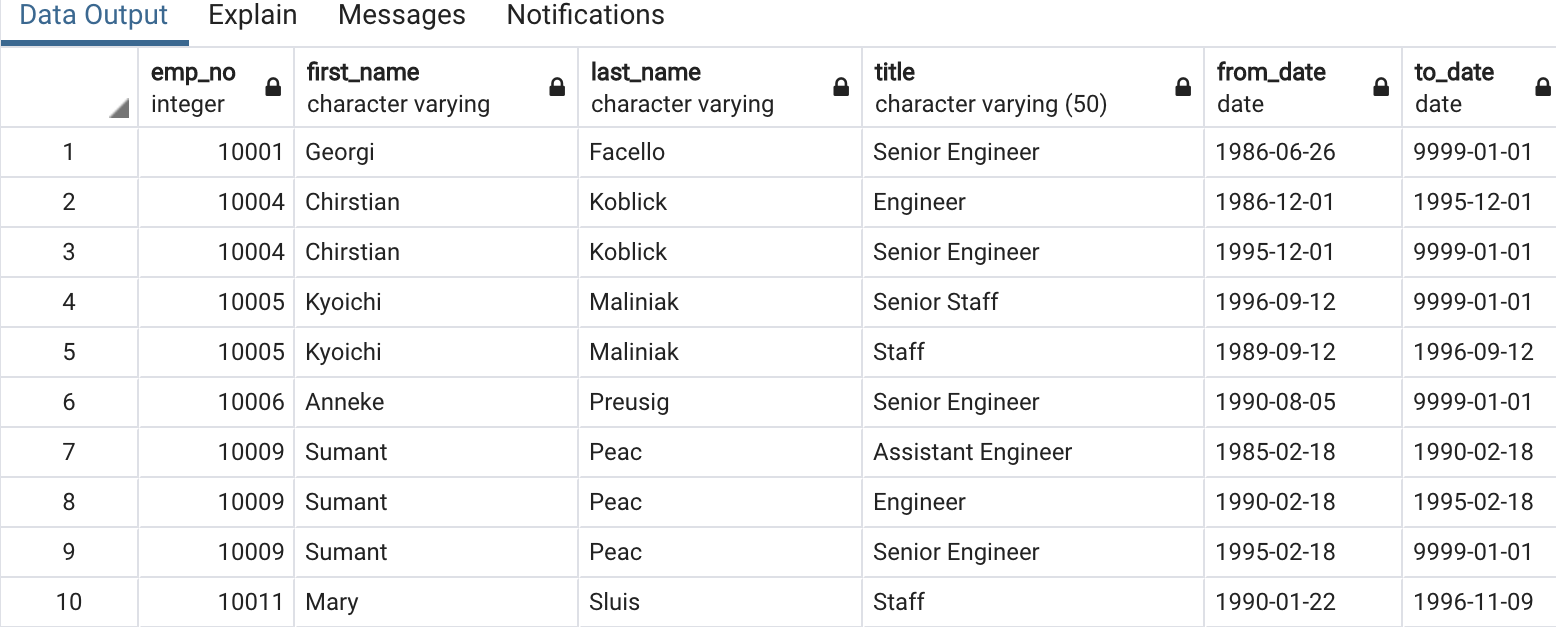 Data Output Explain Messages Notifications
emp_no first_name last_name title from_date to_date
integer character varying character varying character varying (50) date date
1 10001 Georgi Facello Senior Engineer 1986-06-26 9999-01-01
2 10004 Chirstian Koblick Engineer 1986-12-01 1995-12-01
3 10004 Chirstian Koblick Senior Engineer 1995-12-01 9999-01-01
4 10005 Kyoichi Maliniak Senior Staff 1996-09-12 9999-01-01
5 10005 Kyoichi Maliniak Staff 1989-09-12 1996-09-12
6 10006 Anneke Preusig Senior Engineer 1990-08-05 9999-01-01
7 10009 Sumant Peac Assistant Engineer 1985-02-18 1990-02-18
8 10009 Sumant Peac Engineer 1990-02-18 1995-02-18
9 10009 Sumant Peac Senior Engineer 1995-02-18 9999-01-01
10 10011 Mary Sluis Staff 1990-01-22 1996-11-09